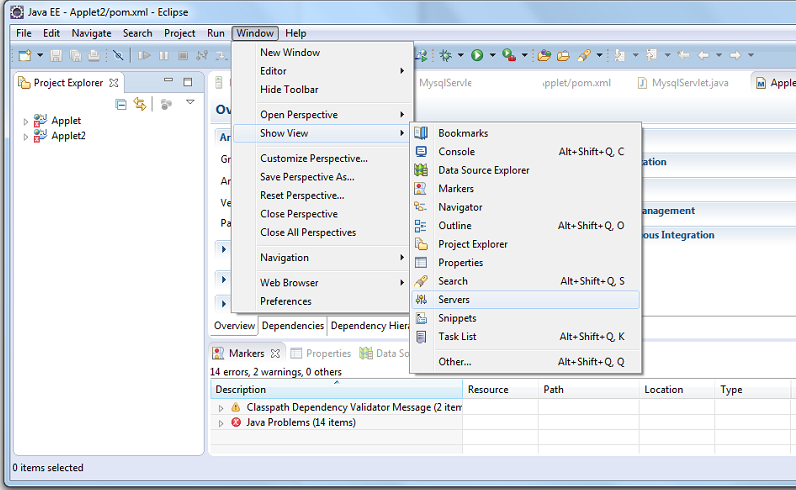 Java EE - Applet2/pom.xml - Eclipse
File Edit Navigate Search Project Run Window Help
Project Explorer
Applet
Applet2
New Window
Editor
Hide Toolbar
Open Perspective
Show View
Customize Perspective...
Save Perspective As...
Reset Perspective...
Close Perspective
Close All Perspectives
Navigation
Web Browser
Preferences
MysqlServle
pplet/pom.xml
MysqlServlet.java
Applet
Ov
Ar
Gr
Ar
Ve
Pa
Bookmarks
Console Alt+Shift+Q, C
Data Source Explorer
Markers
Navigator
Outline Alt+Shift+Q, O
Project Explorer
Properties
Search Alt+Shift+Q, S
Servers
Snippets
Task List Alt+Shift+Q, K
Other... Alt+Shift+Q, Q
ation
anagement
ous Integration
Overview Dependencies Dependency Hiera
Markers Properties Data So
14 errors, 2 warnings, 0 others
Description Resource Path Location Type
Classpath Dependency Validator Message (2 item
Java Problems (14 items)
0 items selected